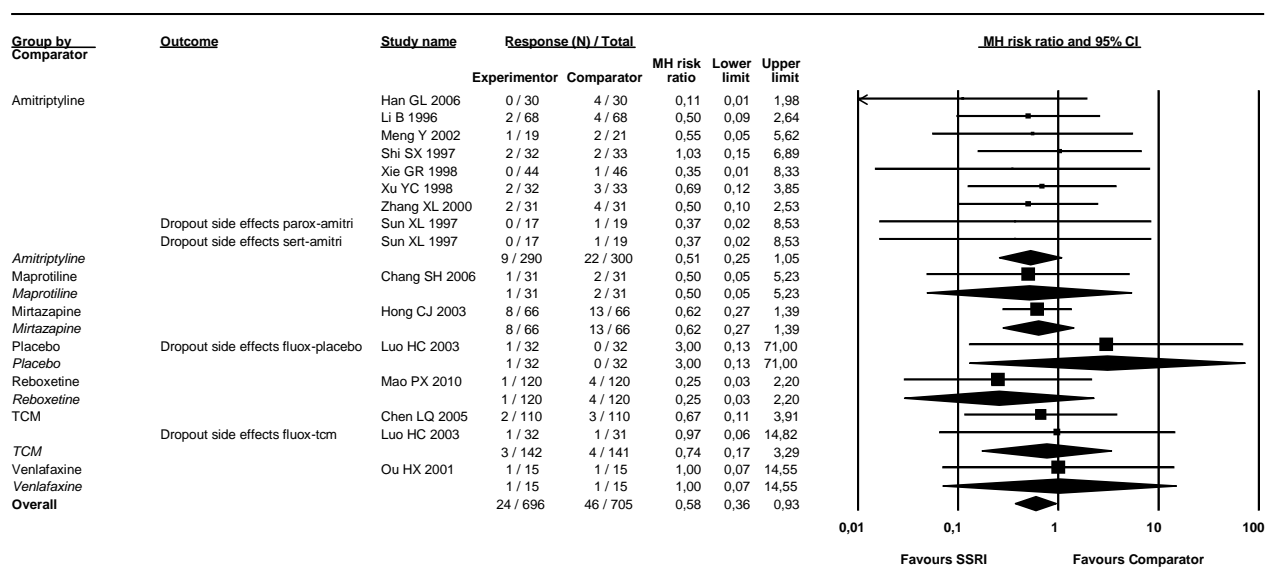 Group by Comparator Outcome Study name Response (N) / Total MH risk ratio and 95% CI
Experimentor Comparator MH risk ratio Lower limit Upper limit
Amitriptyline Han GL 2006 0 / 30 4 / 30 0,11 0,01 1,98
Li B 1996 2 / 68 4 / 68 0,50 0,09 2,64
Meng Y 2002 1 / 19 2 / 21 0,55 0,05 5,62
Shi SX 1997 2 / 32 2 / 33 1,03 0,15 6,89
Xie GR 1998 0 / 44 1 / 46 0,35 0,01 8,33
Xu YC 1998 2 / 32 3 / 33 0,69 0,12 3,85
Zhang XL 2000 2 / 31 4 / 31 0,50 0,10 2,53
Dropout side effects parox-amitri Sun XL 1997 0 / 17 1 / 19 0,37 0,02 8,53
Dropout side effects sert-amitri Sun XL 1997 0 / 17 1 / 19 0,37 0,02 8,53
Amitriptyline 9 / 290 22 / 300 0,51 0,25 1,05
Maprotiline Chang SH 2006 1 / 31 2 / 31 0,50 0,05 5,23
Maprotiline 1 / 31 2 / 31 0,50 0,05 5,23
Mirtazapine Hong CJ 2003 8 / 66 13 / 66 0,62 0,27 1,39
Mirtazapine 8 / 66 13 / 66 0,62 0,27 1,39
Placebo Dropout side effects fluox-placebo Luo HC 2003 1 / 32 0 / 32 3,00 0,13 71,00
Placebo 1 / 32 0 / 32 3,00 0,13 71,00
Reboxetine Mao PX 2010 1 / 120 4 / 120 0,25 0,03 2,20
Reboxetine 1 / 120 4 / 120 0,25 0,03 2,20
TCM Chen LQ 2005 2 / 110 3 / 110 0,67 0,11 3,91
Dropout side effects fluox-tcm Luo HC 2003 1 / 32 1 / 31 0,97 0,06 14,82
TCM 3 / 142 4 / 141 0,74 0,17 3,29
Venlafaxine Ou HX 2001 1 / 15 1 / 15 1,00 0,07 14,55
Venlafaxine 1 / 15 1 / 15 1,00 0,07 14,55
Overall 24 / 696 46 / 705 0,58 0,36 0,93
0,01 0,1 1 10 100
Favours SSRI Favours Comparator